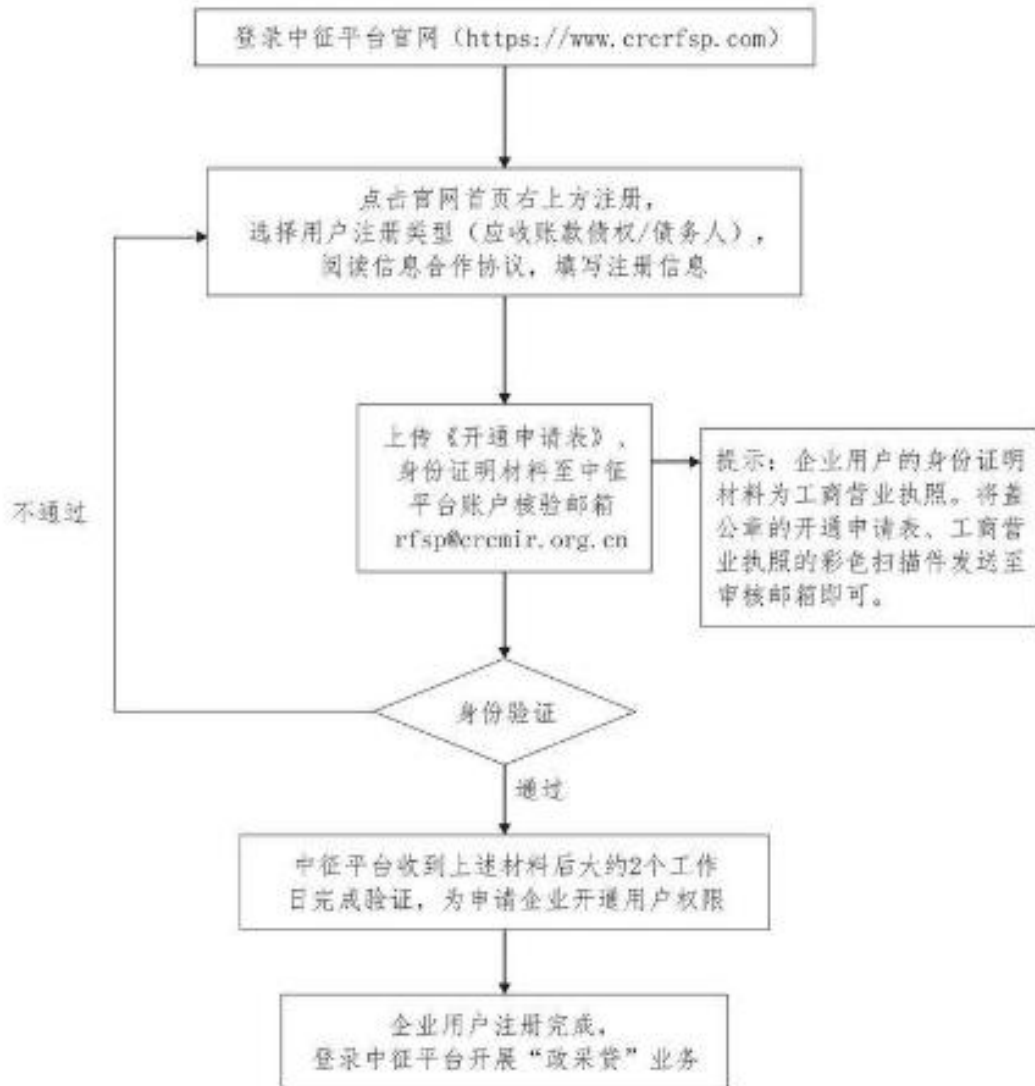 登录中征平台官网（https://www.crcrfsp.com）
点击官网首页右上方注册，
选择用户注册类型（应收账款债权/债务人），
阅读信息合作协议，填写注册信息
上传《开通申请表》、
身份证明材料至中征
平台账户核验邮箱
rfsp@crcmir.org.cn
提示：企业用户的身份证明
材料为工商营业执照。将盖
公章的开通申请表、工商营
业执照的彩色扫描件发送至
审核邮箱即可。
不通过
身份验证
通过
中征平台收到上述材料后大约2个工作
日完成验证，为申请企业开通用户权限
企业用户注册完成，
登录中征平台开展“政采贷”业务